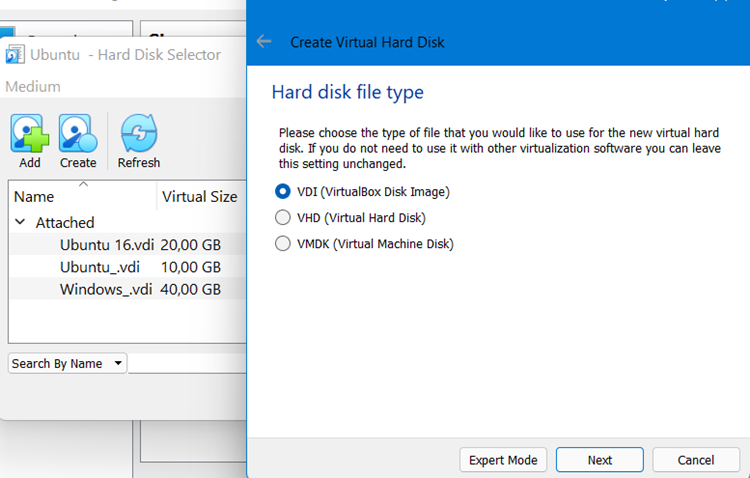 Ubuntu - Hard Disk Selector
Medium
Add Create Refresh
Name Virtual Size
Attached
Ubuntu 16.vdi 20,00 GB
Ubuntu_.vdi 10,00 GB
Windows_.vdi 40,00 GB
Search By Name
Create Virtual Hard Disk
Hard disk file type
Please choose the type of file that you would like to use for the new virtual hard
disk. If you do not need to use it with other virtualization software you can leave
this setting unchanged.
VDI (VirtualBox Disk Image)
VHD (Virtual Hard Disk)
VMDK (Virtual Machine Disk)
Expert Mode Next Cancel